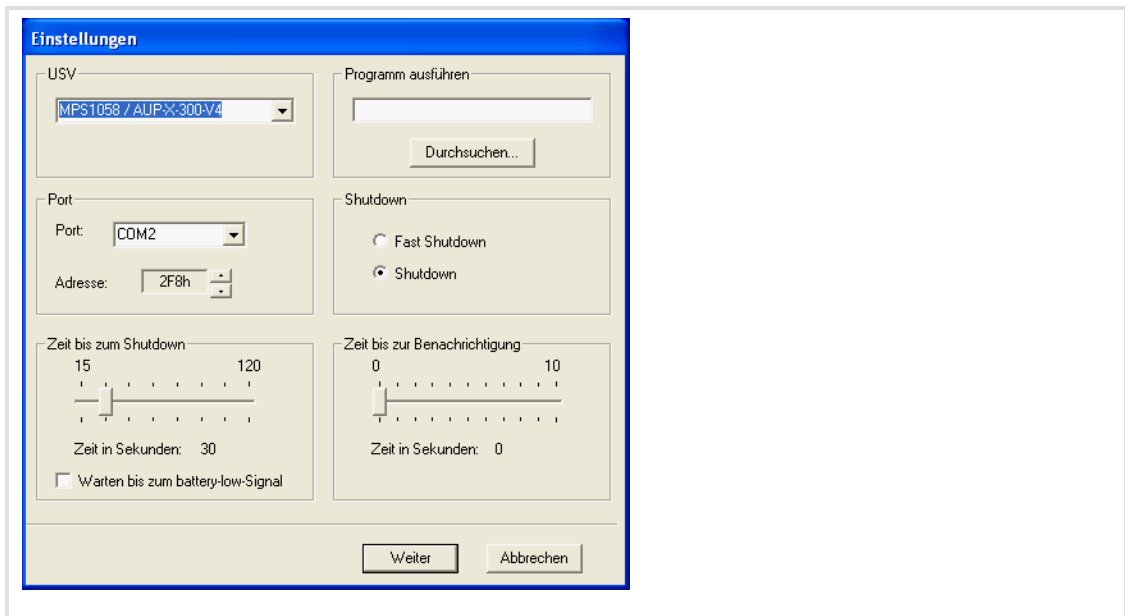 Einstellungen
USV
MPS1058 / AUP-X-300-V4
Programm ausführen
Durchsuchen...
Port
Port:
COM2
Adresse:
2F8h
Shutdown
Fast Shutdown
Shutdown
Zeit bis zum Shutdown
15 120
Zeit in Sekunden: 30
Warten bis zum battery-low-Signal
Zeit bis zur Benachrichtigung
0 10
Zeit in Sekunden: 0
Weiter
Abbrechen